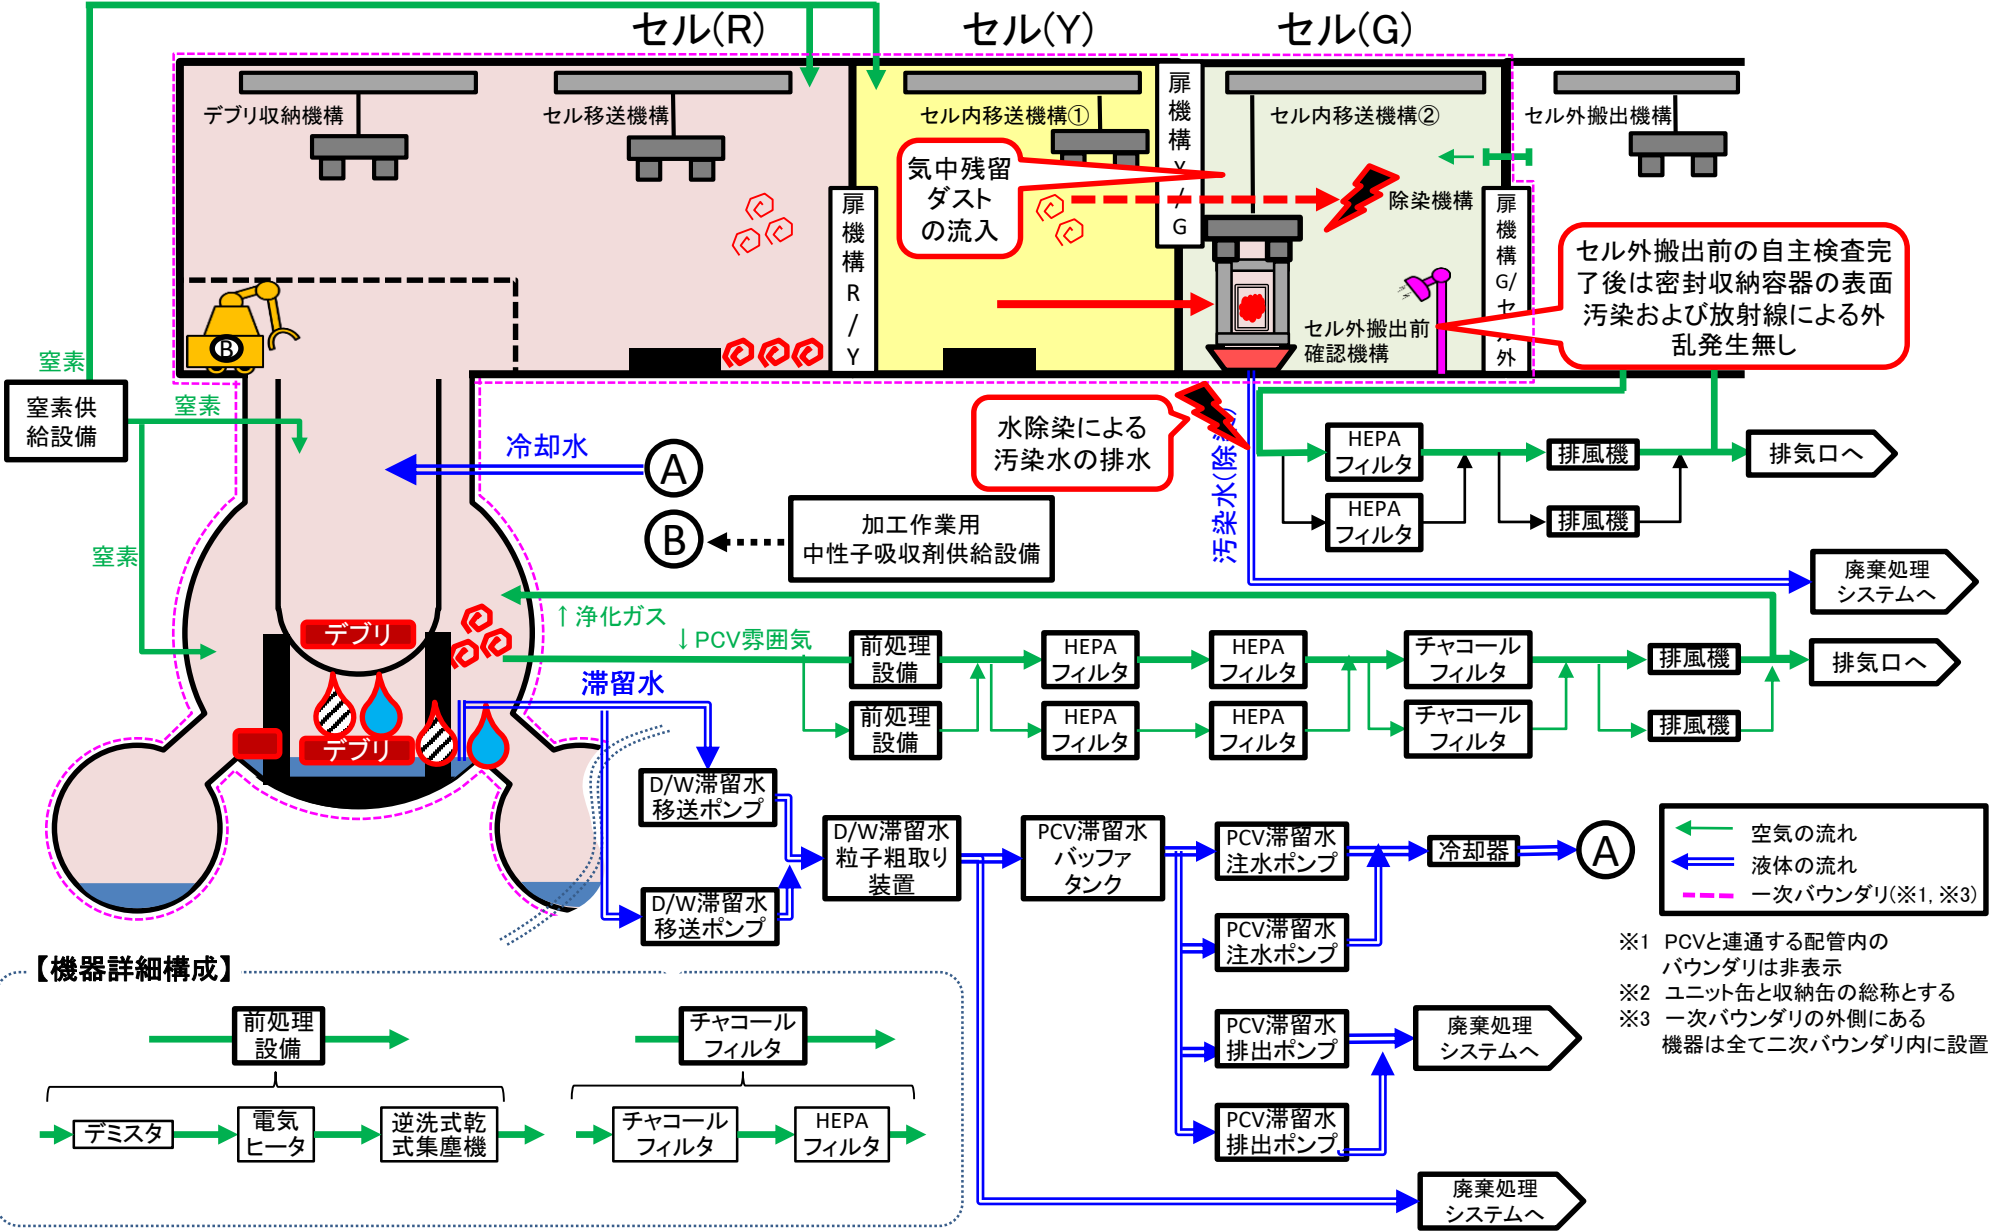 セル(R)
セル(Y)
セル(G)
デブリ収納機構
セル移送機構
セル内移送機構①
セル内移送機構②
セル外搬出機構
扉機構Y/G
扉機構R/Y
扉機構G/セル外
気中残留
ダスト
の流入
除染機構
セル外搬出前
確認機構
セル外搬出前の自主検査完
了後は密封収納容器の表面
汚染および放射線による外
乱発生無し
B
窒素
窒素供
給設備
窒素
窒素
冷却水
A
B
加工作業用
中性子吸収剤供給設備
水除染による
汚染水の排水
汚染水(除染)
HEPA
フィルタ
排風機
排気口へ
HEPA
フィルタ
排風機
廃棄処理
システムへ
↑浄化ガス
↓PCV雰囲気
前処理
設備
HEPA
フィルタ
HEPA
フィルタ
チャコール
フィルタ
排風機
排気口へ
前処理
設備
HEPA
フィルタ
HEPA
フィルタ
チャコール
フィルタ
排風機
デブリ
デブリ
滞留水
D/W滞留水
移送ポンプ
D/W滞留水
移送ポンプ
D/W滞留水
粒子粗取り
装置
PCV滞留水
バッファ
タンク
PCV滞留水
注水ポンプ
冷却器
A
PCV滞留水
注水ポンプ
PCV滞留水
排出ポンプ
廃棄処理
システムへ
PCV滞留水
排出ポンプ
廃棄処理
システムへ
空気の流れ
液体の流れ
一次バウンダリ(※1, ※3)
※1 PCVと連通する配管内の
バウンダリは非表示
※2 ユニット缶と収納缶の総称とする
※3 一次バウンダリの外側にある
機器は全て二次バウンダリ内に設置
【機器詳細構成】
前処理
設備
チャコール
フィルタ
デミスタ
電気
ヒータ
逆洗式乾
式集塵機
チャコール
フィルタ
HEPA
フィルタ